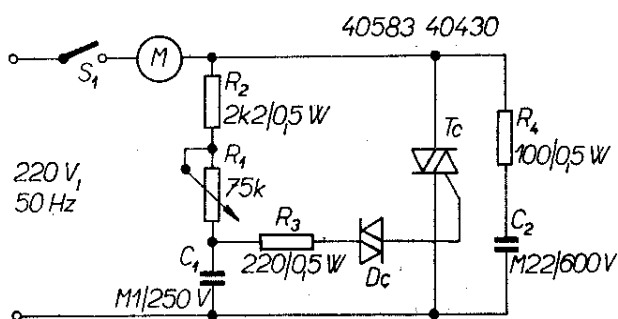 40583 40430
S1
M
R2
2k2/0,5 W
Tc
R4
100/0,5 W
R1
75k
220 V,
50 Hz
R3
220/0,5 W
Dc
C1
M1/250 V
C2
M22/600 V